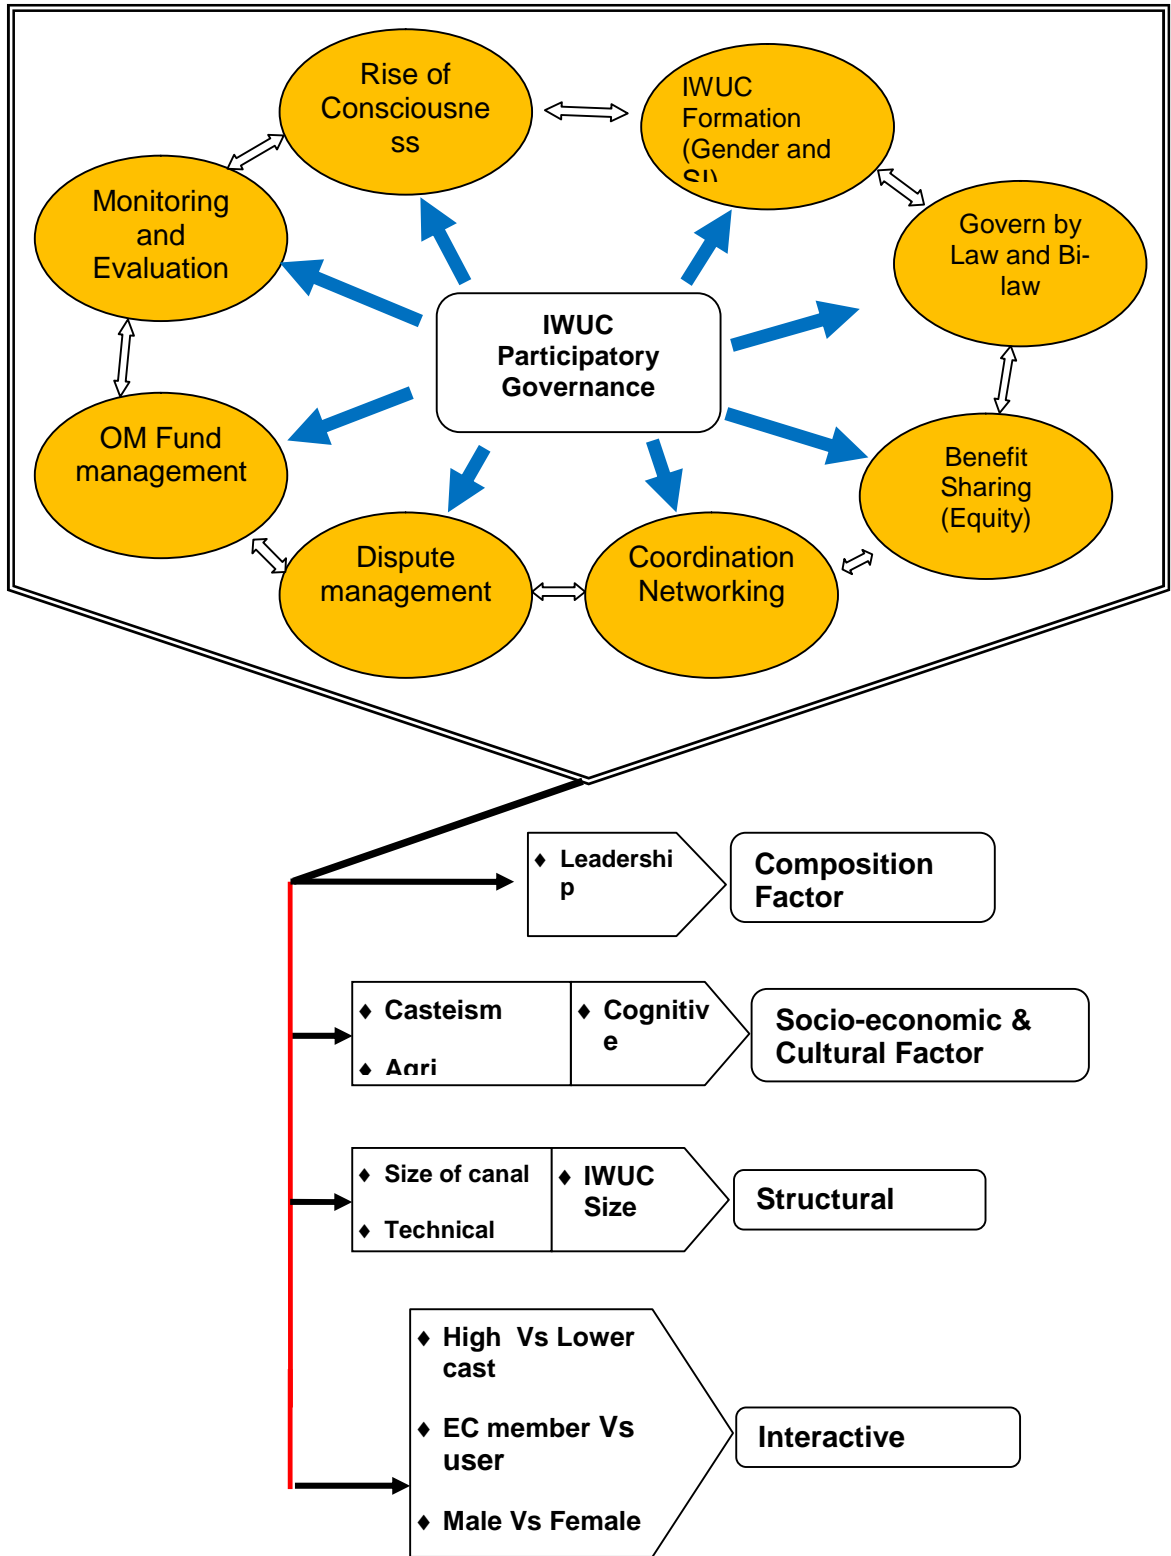 Rise of
Consciousne
ss
IWUC
Formation
(Gender and
SI)
Monitoring
and
Evaluation
Govern by
Law and Bi-
law
IWUC
Participatory
Governance
OM Fund
management
Benefit
Sharing
(Equity)
Dispute
management
Coordination
Networking
♦ Leadershi
p
Composition
Factor
♦ Casteism
♦ Agri
♦ Cognitiv
e
Socio-economic &
Cultural Factor
♦ Size of canal
♦ Technical
♦ IWUC
Size
Structural
♦ High Vs Lower
cast
♦ EC member Vs
user
♦ Male Vs Female
Interactive